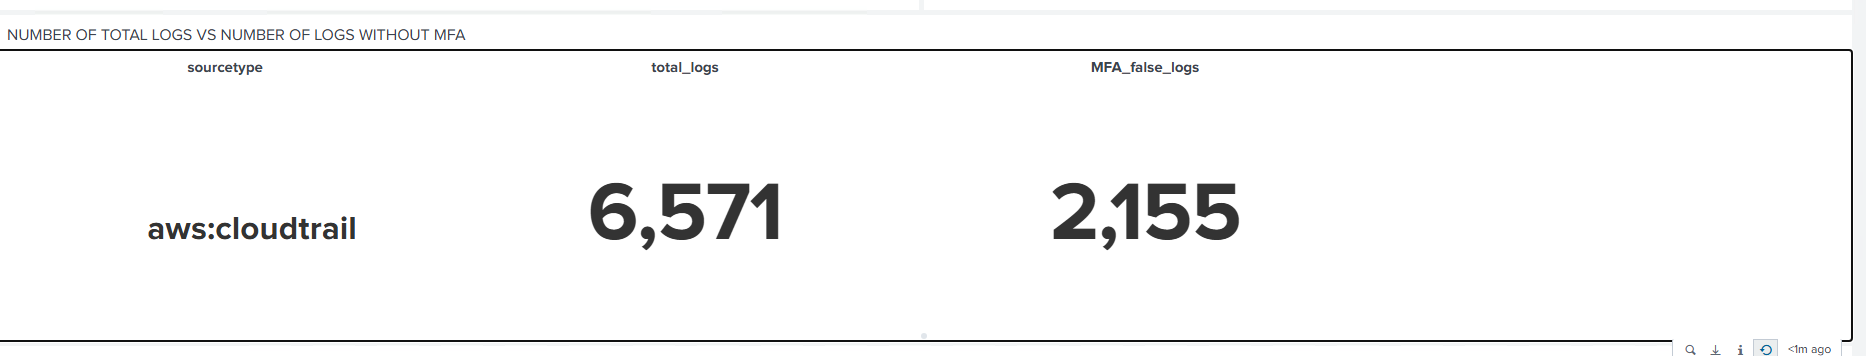 NUMBER OF TOTAL LOGS VS NUMBER OF LOGS WITHOUT MFA
sourcetype total_logs MFA_false_logs
aws:cloudtrail 6,571 2,155
<1m ago